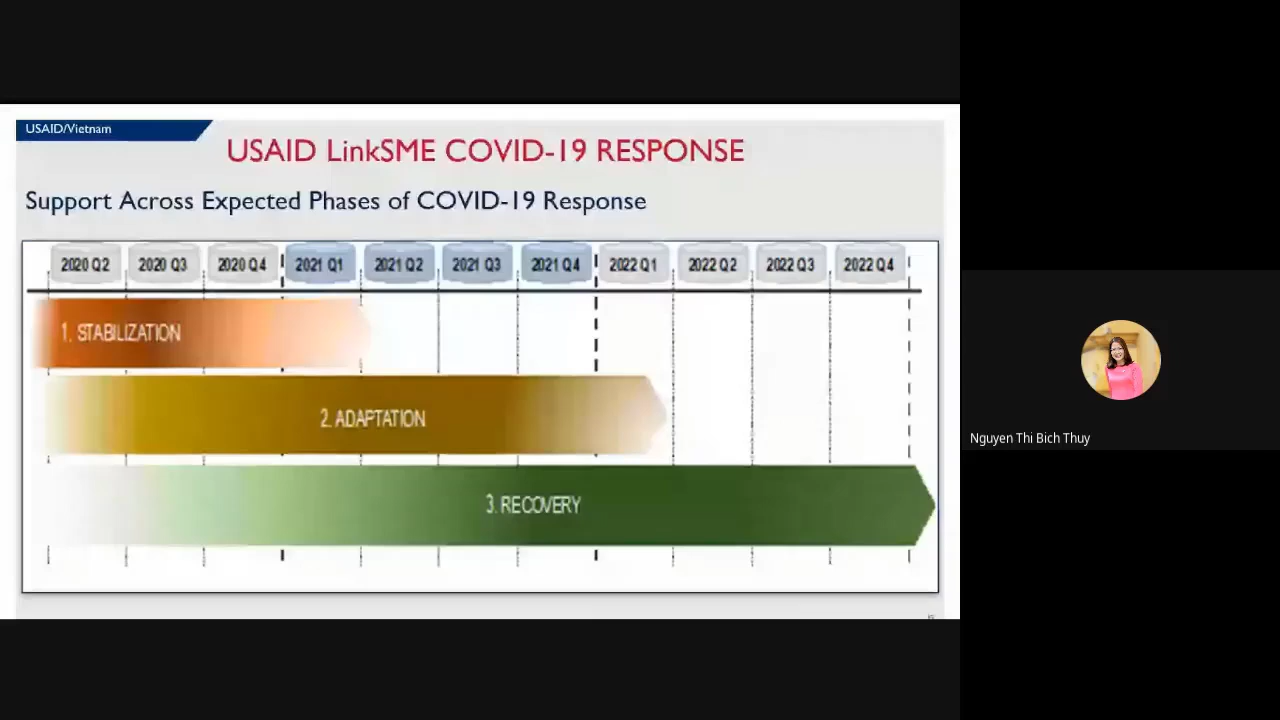 USAID/Vietnam
USAID LinkSME COVID-19 RESPONSE
Support Across Expected Phases of COVID-19 Response
2020 Q2 2020 Q3 2020 Q4 2021 Q1 2021 Q2 2021 Q3 2021 Q4 2022 Q1 2022 Q2 2022 Q3 2022 Q4
1. STABILIZATION
2. ADAPTATION
3. RECOVERY
Nguyen Thi Bich Thuy